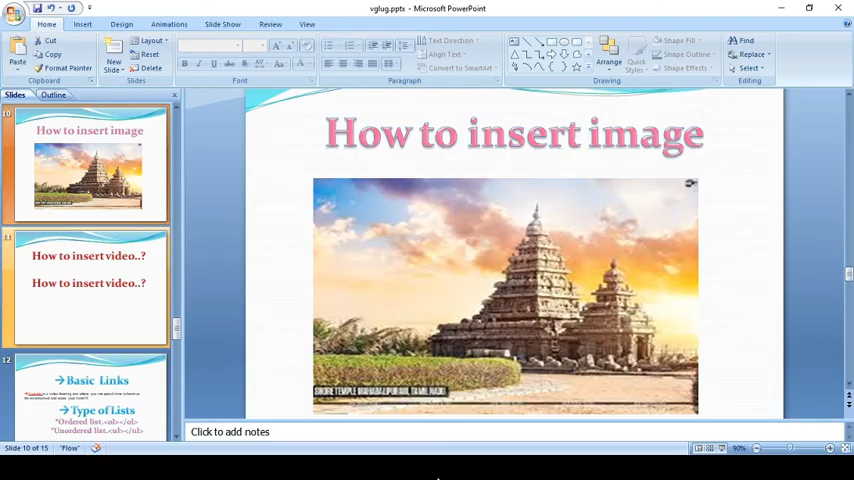 vglug.pptx - Microsoft PowerPoint
Home Insert Design Animations Slide Show Review View
Paste
Cut
Copy
Format Painter
Clipboard
New
Slide
Layout
Reset
Delete
Slides
Font
Paragraph
Text Direction
Align Text
Convert to SmartArt
Arrange
Quick
Styles
Shape Fill
Shape Outline
Shape Effects
Drawing
Find
Replace
Select
Editing
Slides Outline
10
How to insert image
11
How to insert video..?
How to insert video..?
12
Basic Links
Type of Lists
*Ordered list.<ol></ol>
*Unordered list.<ul></ul>
How to insert image
SHORE TEMPLE MAHABALIPURAM, TAMIL NADU
Click to add notes
Slide 10 of 15 "Flow" 90%